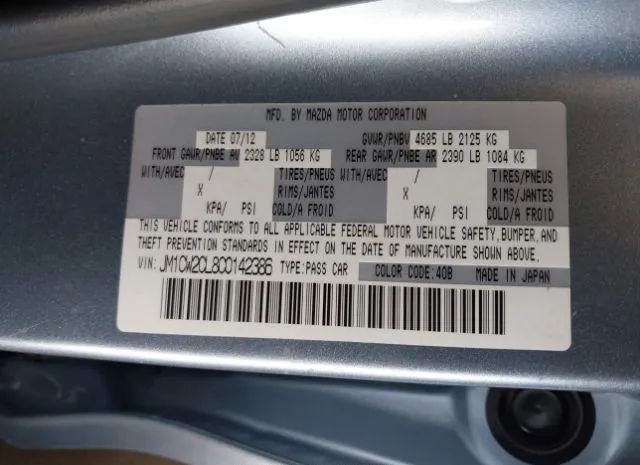 MFD. BY MAZDA MOTOR CORPORATION
DATE 07/12 GVWR/PNBV 4685 LB 2125 KG
FRONT GAWR/PNBE AV 2328 LB 1056 KG REAR GAWR/PNBE AR 2390 LB 1084 KG
WITH/AVEC / TIRES/PNEUS WITH/AVEC / TIRES/PNEUS
X RIMS/JANTES X RIMS/JANTES
KPA/ PSI COLD/A FROID KPA/ PSI COLD/A FROID
THIS VEHICLE CONFORMS TO ALL APPLICABLE FEDERAL MOTOR VEHICLE SAFETY, BUMPER, AND
THEFT PREVENTION STANDARDS IN EFFECT ON THE DATE OF MANUFACTURE SHOWN ABOVE.
VIN: JM1CW2CL8C0142386 TYPE: PASS CAR COLOR CODE: 40B MADE IN JAPAN